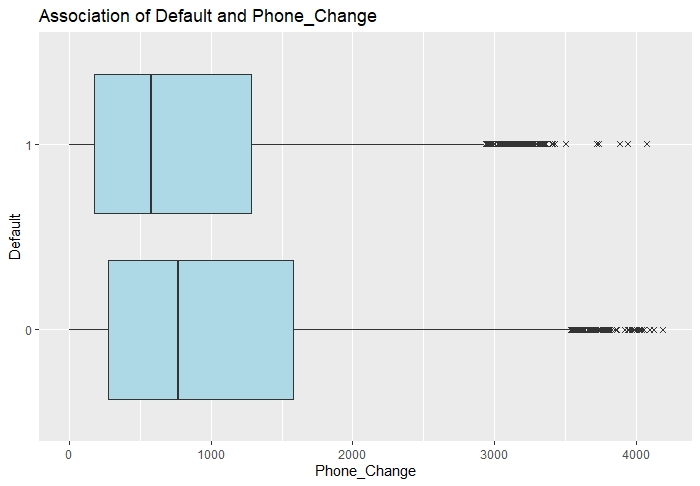 Association of Default and Phone_Change
Default
1
0
0 1000 2000 3000 4000
Phone_Change